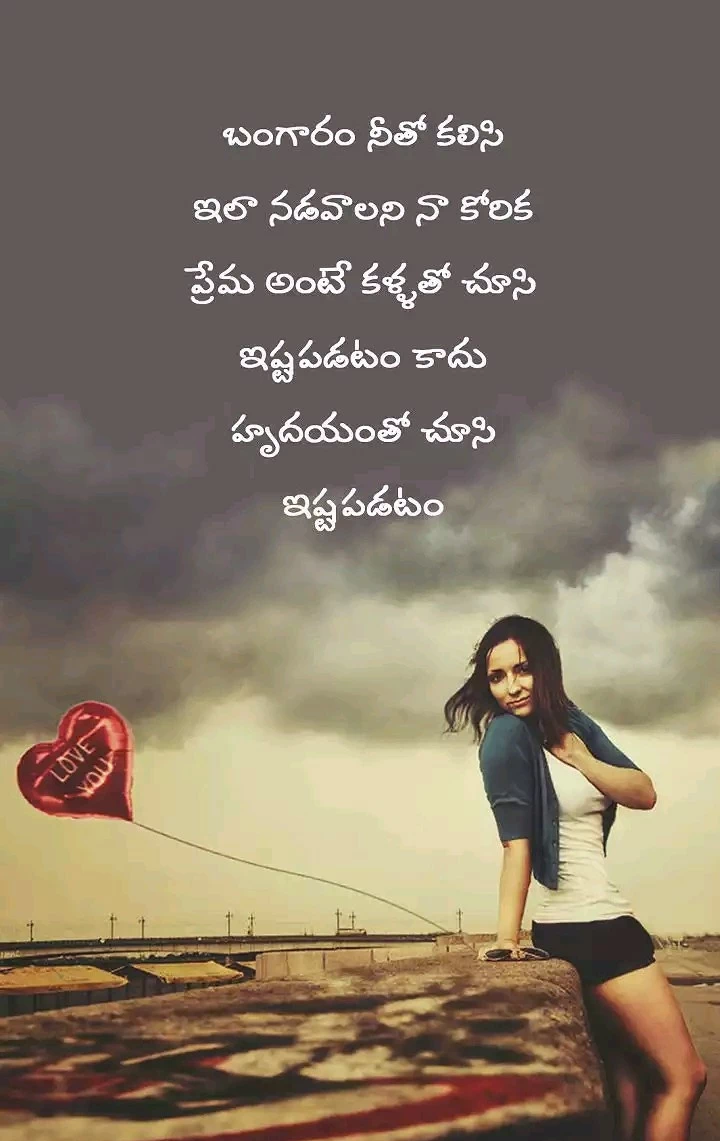 బంగారం నీతో కలిసి
ఇలా నడవాలని నా కోరిక
ప్రేమ అంటే కళ్ళతో చూసి
ఇష్టపడటం కాదు
హృదయంతో చూసి
ఇష్టపడటం
LOVE
YOU